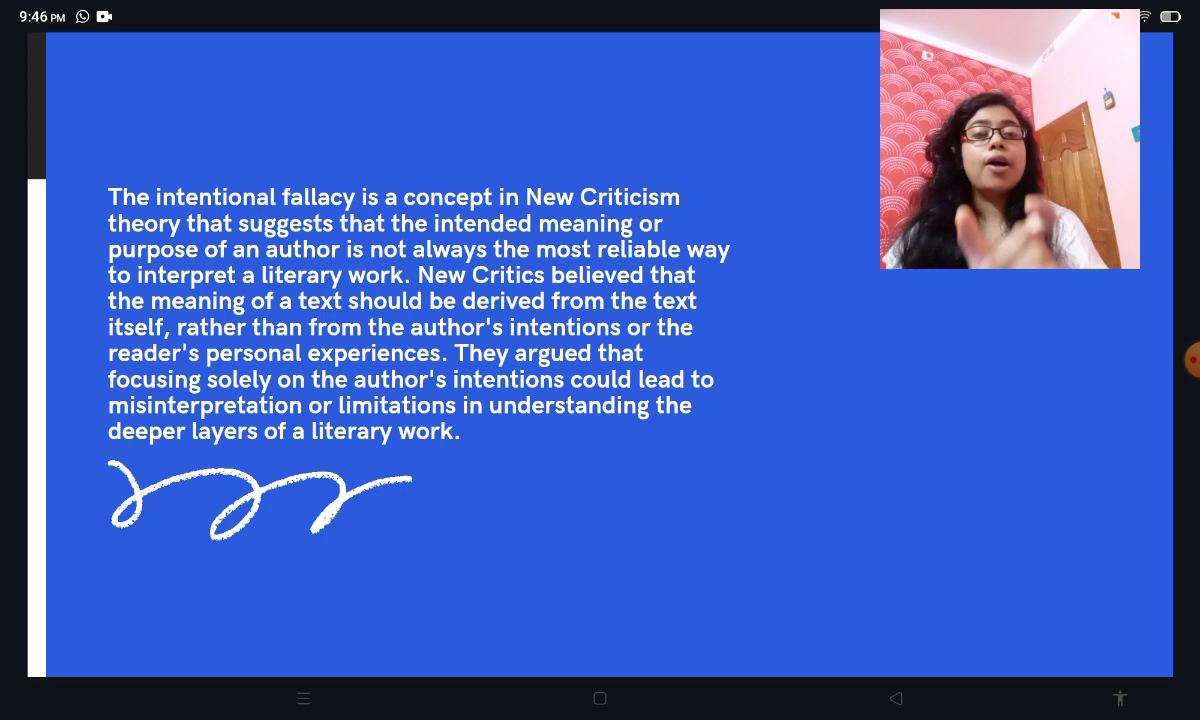 9:46 PM
The intentional fallacy is a concept in New Criticism
theory that suggests that the intended meaning or
purpose of an author is not always the most reliable way
to interpret a literary work. New Critics believed that
the meaning of a text should be derived from the text
itself, rather than from the author's intentions or the
reader's personal experiences. They argued that
focusing solely on the author's intentions could lead to
misinterpretation or limitations in understanding the
deeper layers of a literary work.